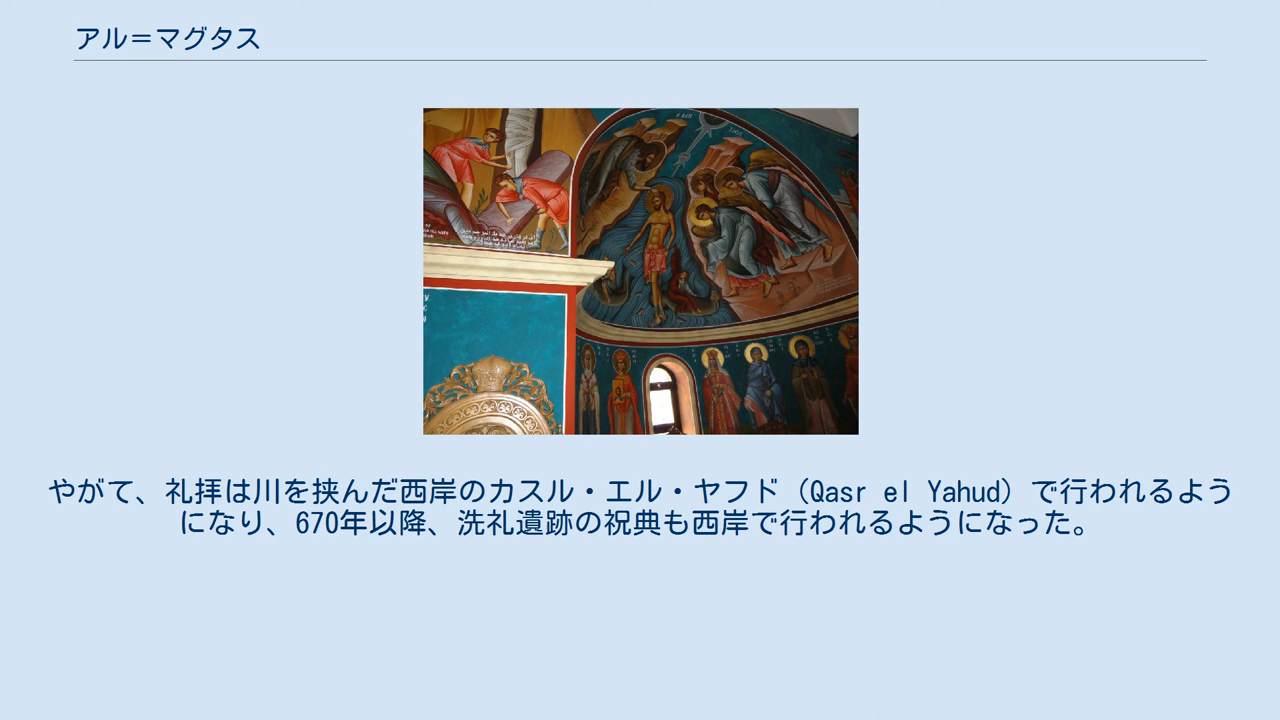 アル＝マグタス
やがて、礼拝は川を挟んだ西岸のカスル・エル・ヤフド（Qasr el Yahud）で行われるよう
になり、670年以降、洗礼遺跡の祝典も西岸で行われるようになった。